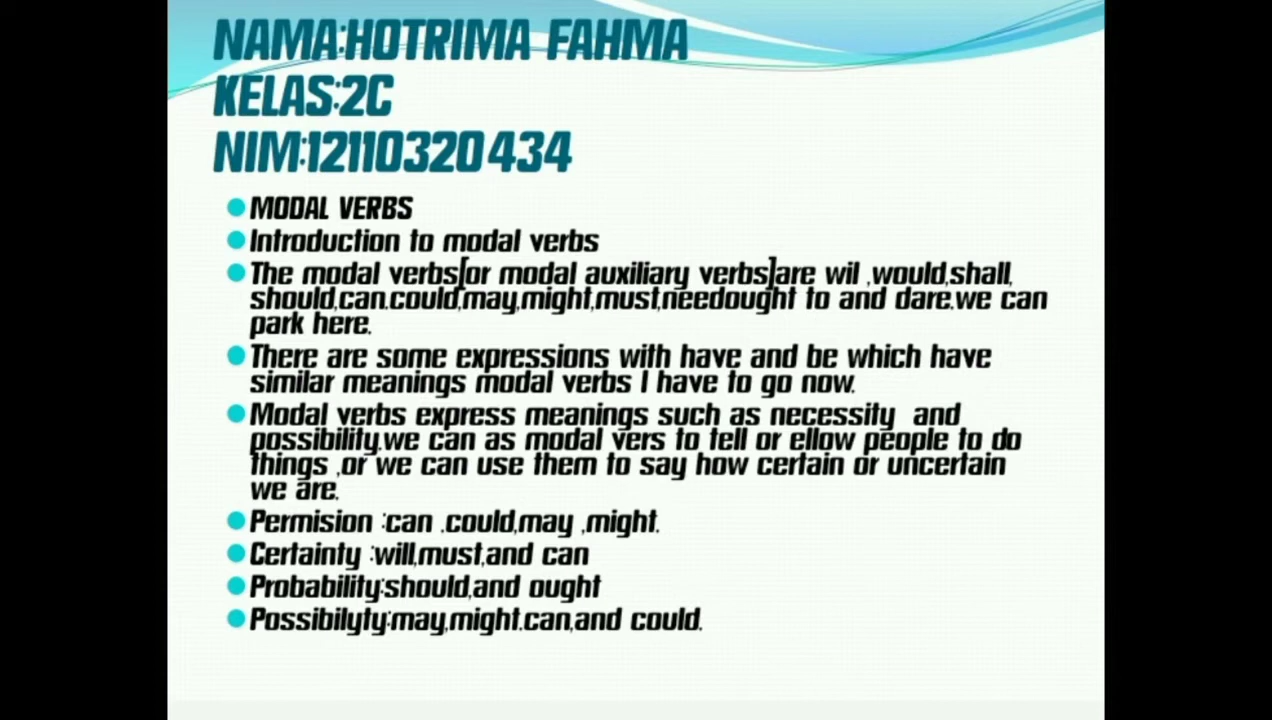 NAMA:HOTRIMA FAHMA
KELAS:2C
NIM:12110320434
MODAL VERBS
Introduction to modal verbs
The modal verbs[or modal auxiliary verbs]are wil ,would,shall,
should,can.could,may,might,must,needought to and dare.we can
park here.
There are some expressions with have and be which have
similar meanings modal verbs I have to go now.
Modal verbs express meanings such as necessity and
possibility,we can as modal vers to tell or ellow people to do
things ,or we can use them to say how certain or uncertain
we are.
Permision :can .could,may ,might.
Certainty :will,must,and can
Probability:should,and ought
Possibilyty:may,might.can,and could.